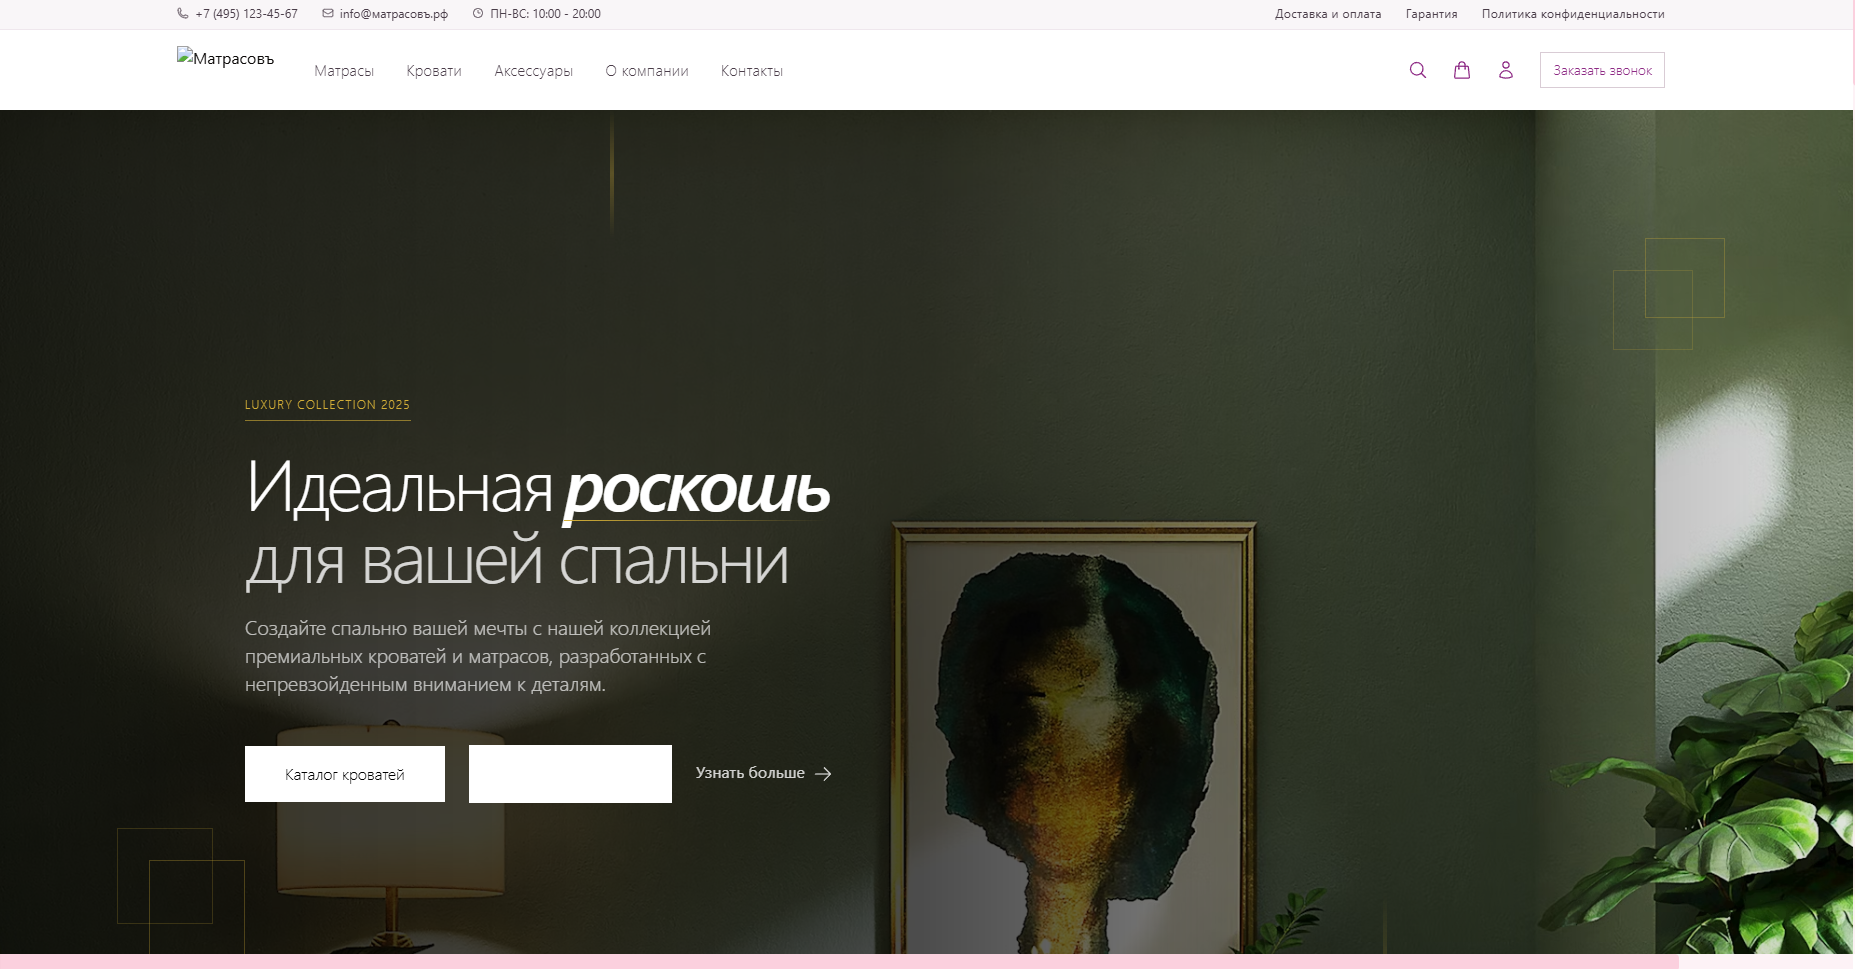 +7 (495) 123-45-67
info@матрасовъ.рф
ПН-ВС: 10:00 - 20:00
Доставка и оплата
Гарантия
Политика конфиденциальности
Матрасовъ
Матрасы
Кровати
Аксессуары
О компании
Контакты
Заказать звонок
LUXURY COLLECTION 2025
Идеальная роскошь
для вашей спальни
Создайте спальню вашей мечты с нашей коллекцией
премиальных кроватей и матрасов, разработанных с
непревзойденным вниманием к деталям.
Каталог кроватей
Узнать больше